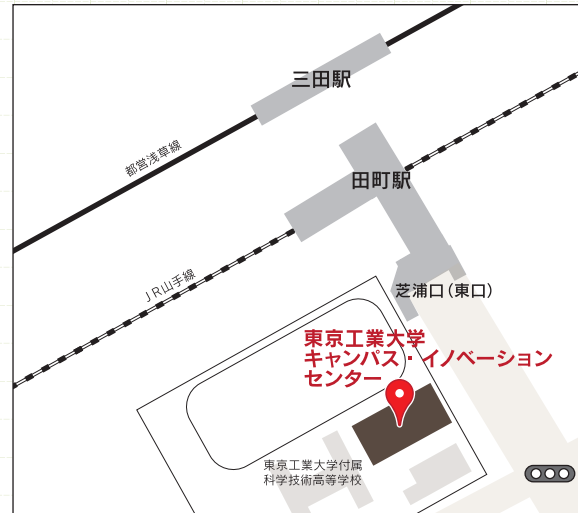 三田駅
都営浅草線
田町駅
JR山手線
芝浦口(東口)
東京工業大学
キャンパス・イノベーション
センター
東京工業大学付属
科学技術高等学校